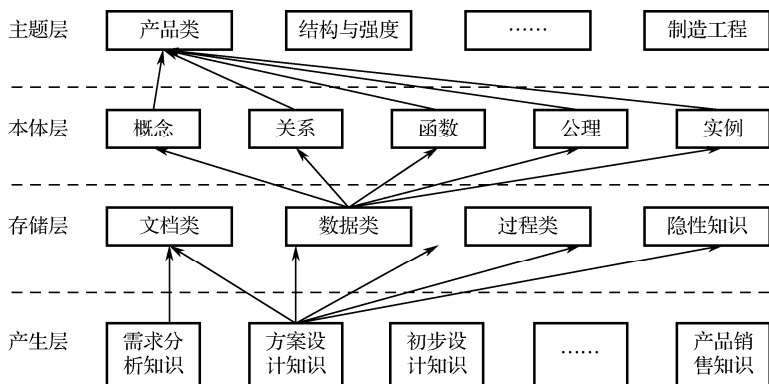 主题层 产品类 结构与强度 …… 制造工程
本体层 概念 关系 函数 公理 实例
存储层 文档类 数据类 过程类 隐性知识
产生层 需求分析知识 方案设计知识 初步设计知识 …… 产品销售知识